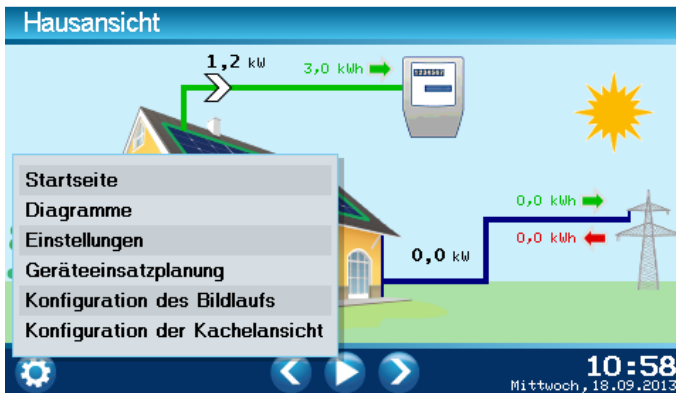 Hausansicht
1,2 kW
3,0 kWh
Startseite
Diagramme
Einstellungen
Geräteeinsatzplanung
Konfiguration des Bildlaufs
Konfiguration der Kachelansicht
0,0 kWh
0,0 kWh
0,0 kW
10:58
Mittwoch,18.09.2013